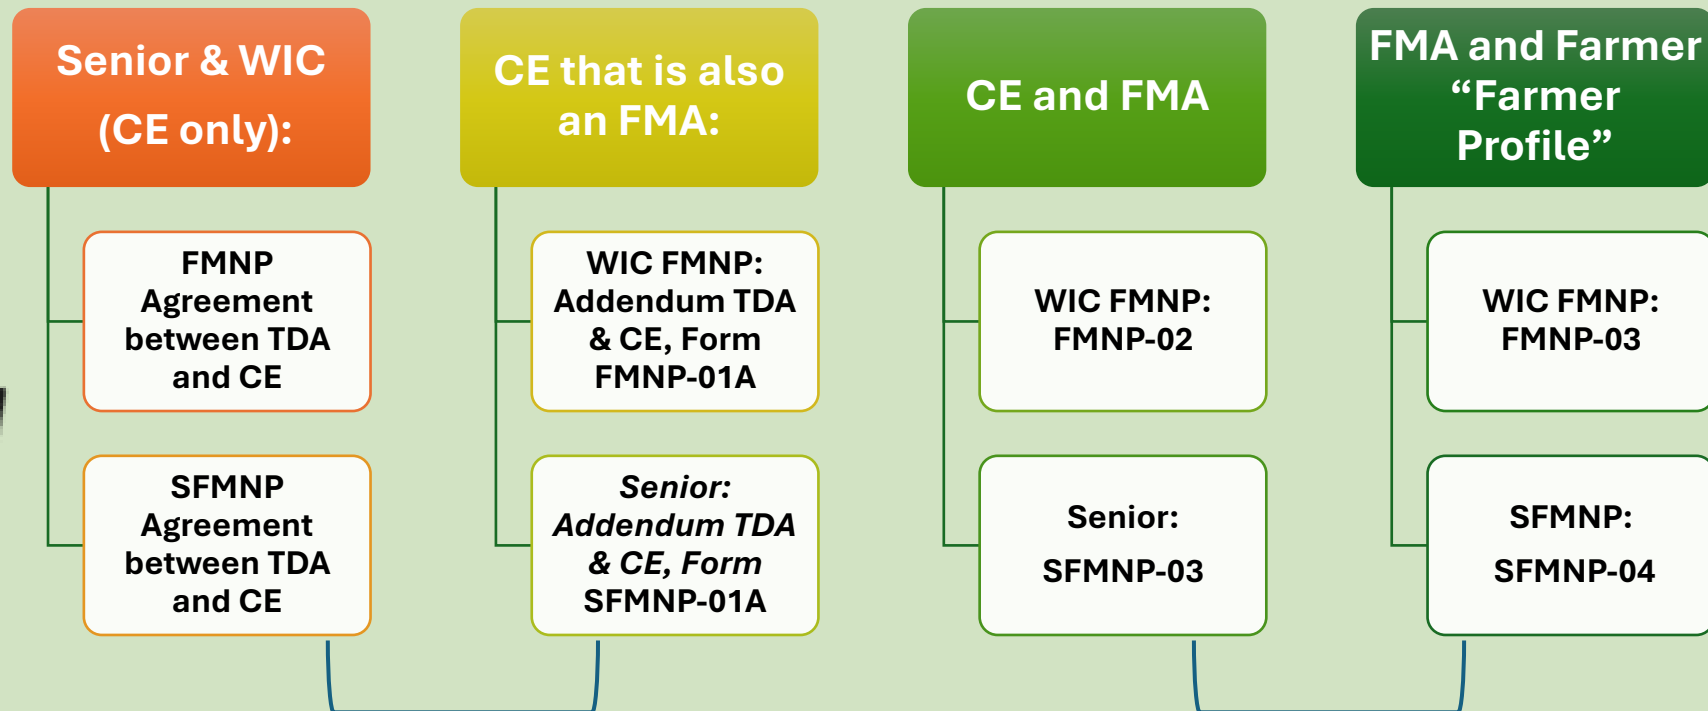 Senior & WIC
(CE only):
FMNP
Agreement
between TDA
and CE
SFMNP
Agreement
between TDA
and CE
CE that is also
an FMA:
WIC FMNP:
Addendum TDA
& CE, Form
FMNP-01A
Senior:
Addendum TDA
& CE, Form
SFMNP-01A
CE and FMA
WIC FMNP:
FMNP-02
Senior:
SFMNP-03
FMA and Farmer
“Farmer
Profile”
WIC FMNP:
FMNP-03
SFMNP:
SFMNP-04